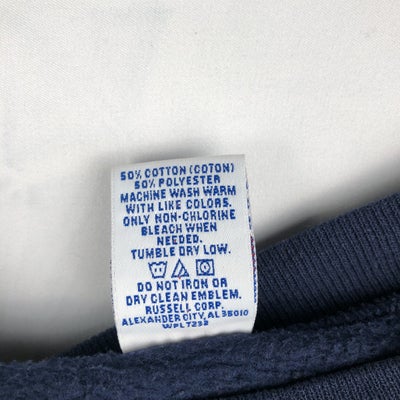 50% COTTON (COTON)
50% POLYESTER
MACHINE WASH WARM
WITH LIKE COLORS.
ONLY NON-CHLORINE
BLEACH WHEN
NEEDED.
TUMBLE DRY LOW.
DO NOT IRON OR
DRY CLEAN EMBLEM.
RUSSELL CORP.
ALEXANDER CITY, AL 35010
WPL7232